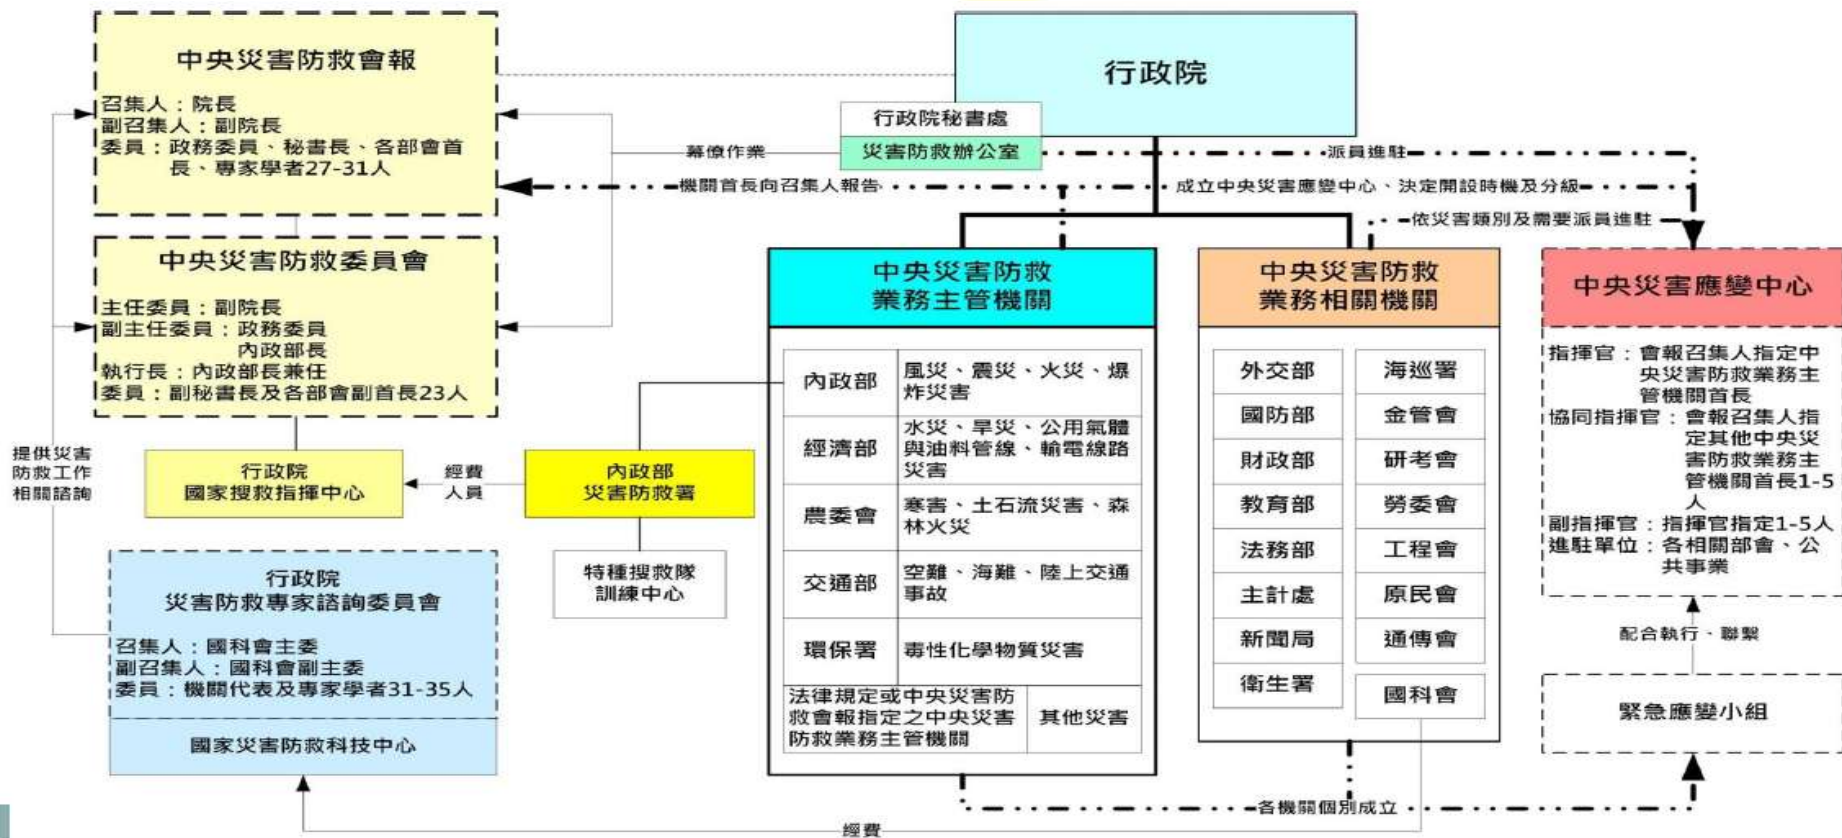 中央災害防救會報
召集人：院長
副召集人：副院長
委員：政務委員、秘書長、各部會首
長、專家學者27-31人
行政院
行政院秘書處
災害防救辦公室
幕僚作業
派員進駐
機關首長向召集人報告
成立中央災害應變中心、決定開設時機及分級
依災害類別及需要派員進駐
中央災害防救委員會
主任委員：副院長
副主任委員：政務委員
內政部長
執行長：內政部長兼任
委員：副秘書長及各部會副首長23人
提供災害
防救工作
相關諮詢
行政院
國家搜救指揮中心
經費
人員
內政部
災害防救署
特種搜救隊
訓練中心
行政院
災害防救專家諮詢委員會
召集人：國科會主委
副召集人：國科會副主委
委員：機關代表及專家學者31-35人
國家災害防救科技中心
中央災害防救
業務主管機關
內政部
風災、震災、火災、爆
炸災害
經濟部
水災、旱災、公用氣體
與油料管線、輸電線路
災害
農委會
寒害、土石流災害、森
林火災
交通部
空難、海難、陸上交通
事故
環保署
毒性化學物質災害
法律規定或中央災害防
救會報指定之中央災害
防救業務主管機關
其他災害
中央災害防救
業務相關機關
外交部
海巡署
國防部
金管會
財政部
研考會
教育部
勞委會
法務部
工程會
主計處
原民會
新聞局
通傳會
衛生署
國科會
中央災害應變中心
指揮官：會報召集人指定中
央災害防救業務主
管機關首長
協同指揮官：會報召集人指
定其他中央災
害防救業務主
管機關首長1-5
人
副指揮官：指揮官指定1-5人
進駐單位：各相關部會、公
共事業
配合執行、聯繫
緊急應變小組
各機關個別成立
經費